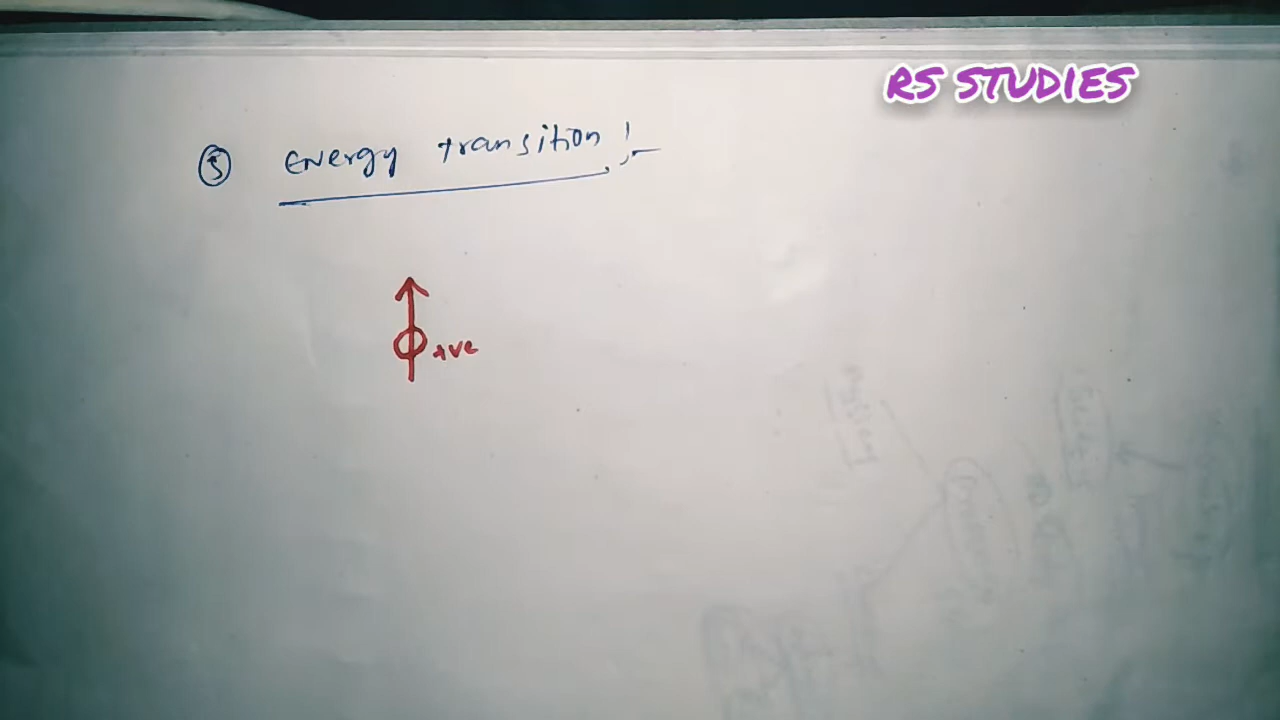 RS STUDIES
⑤ energy transition :-
+ve